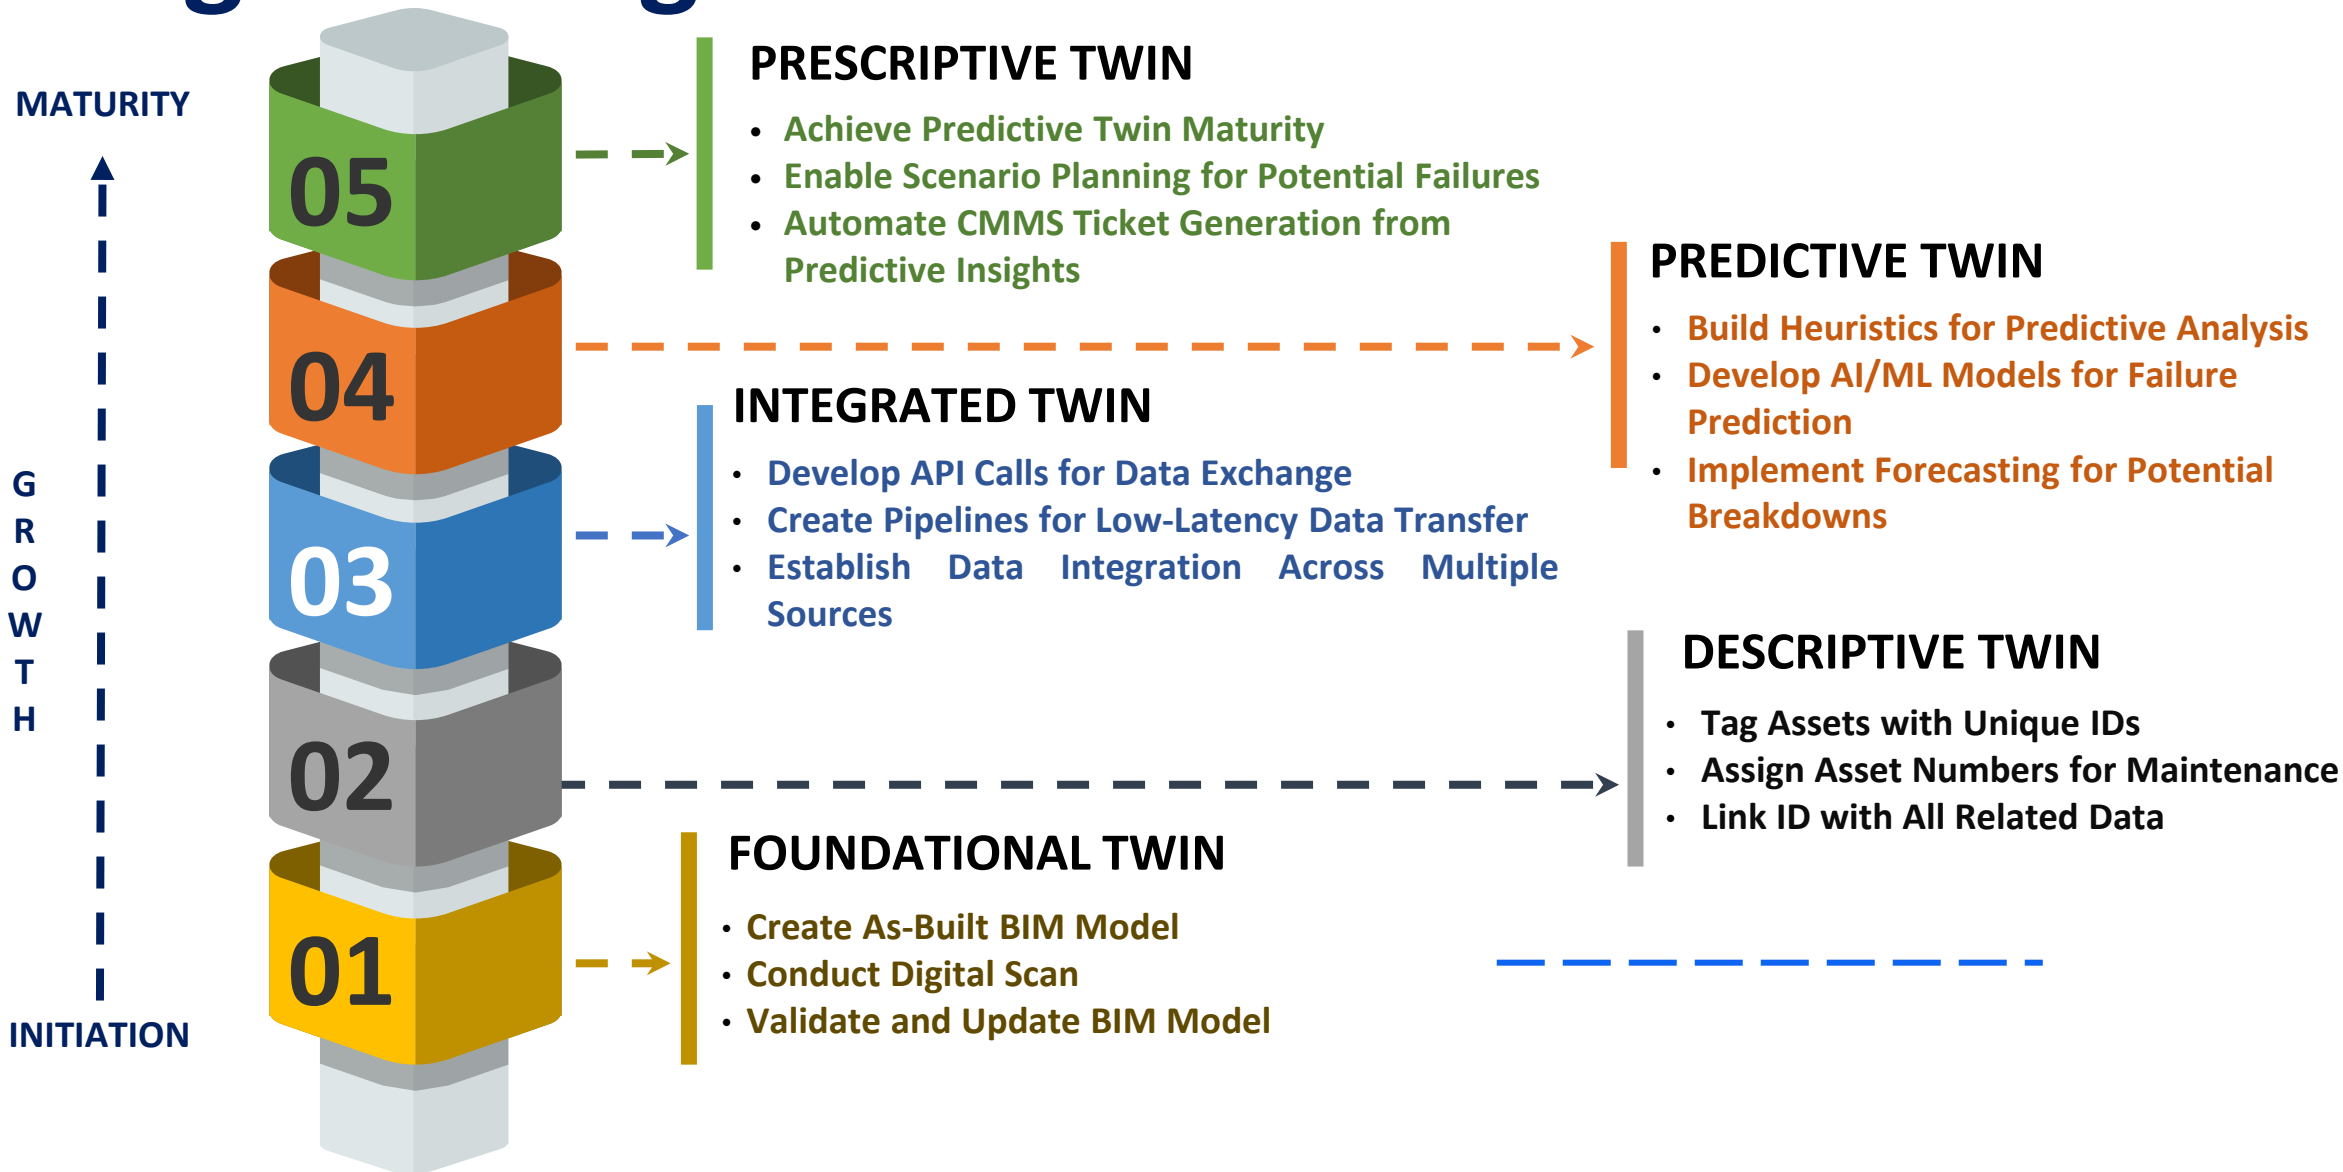 MATURITY
GROWTH
INITIATION
05
PRESCRIPTIVE TWIN
• Achieve Predictive Twin Maturity
• Enable Scenario Planning for Potential Failures
• Automate CMMS Ticket Generation from
Predictive Insights
04
PREDICTIVE TWIN
• Build Heuristics for Predictive Analysis
• Develop AI/ML Models for Failure
Prediction
• Implement Forecasting for Potential
Breakdowns
03
INTEGRATED TWIN
• Develop API Calls for Data Exchange
• Create Pipelines for Low-Latency Data Transfer
• Establish Data Integration Across Multiple
Sources
02
DESCRIPTIVE TWIN
• Tag Assets with Unique IDs
• Assign Asset Numbers for Maintenance
• Link ID with All Related Data
01
FOUNDATIONAL TWIN
• Create As-Built BIM Model
• Conduct Digital Scan
• Validate and Update BIM Model